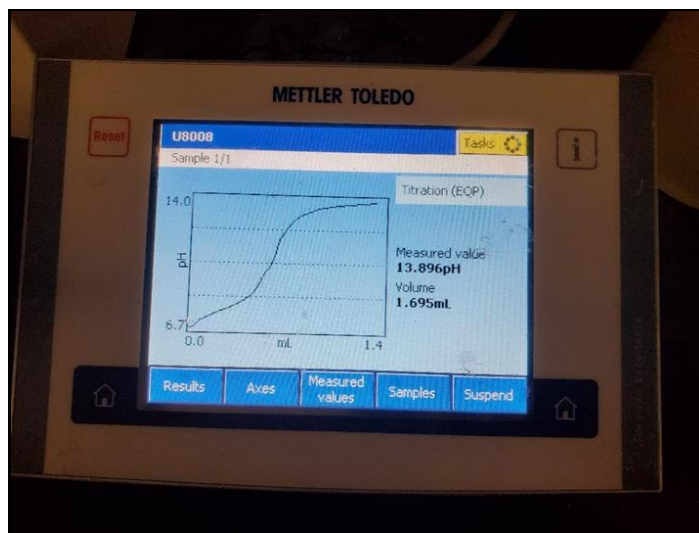 METTLER TOLEDO
Reset
U8008
Tasks
Sample 1/1
Titration (EQP)
14.0
pH
6.7
0.0
mL
1.4
Measured value
13.896pH
Volume
1.695mL
Results
Axes
Measured
values
Samples
Suspend